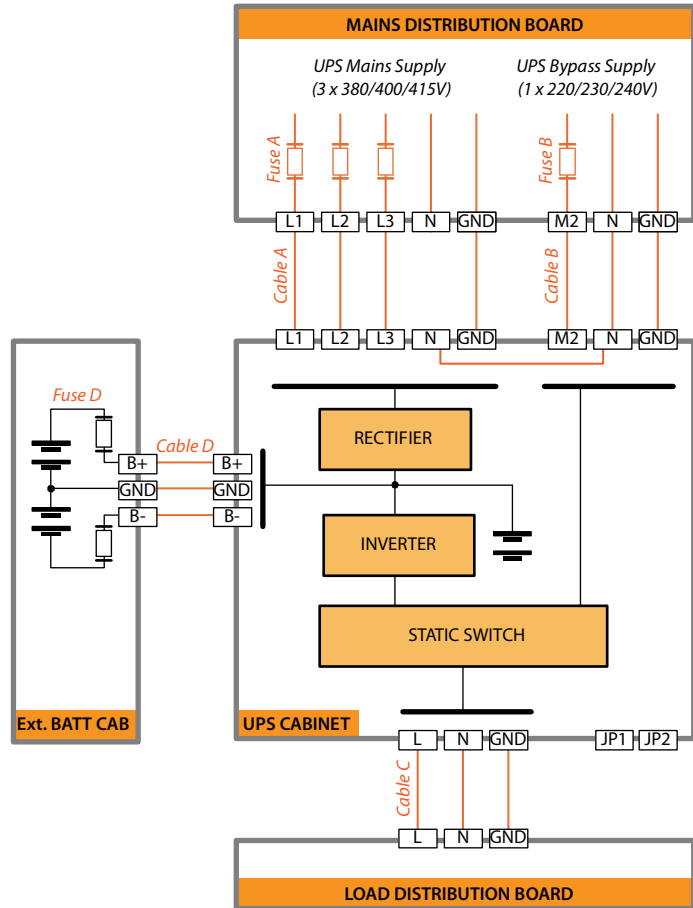 MAINS DISTRIBUTION BOARD
UPS Mains Supply
(3 x 380/400/415V)
UPS Bypass Supply
(1 x 220/230/240V)
Fuse A
Fuse B
L1 L2 L3 N GND M2 N GND
Cable A
Cable B
L1 L2 L3 N GND M2 N GND
Fuse D
Cable D
B+ B+
GND GND
B- B-
RECTIFIER
INVERTER
STATIC SWITCH
Ext. BATT CAB
UPS CABINET
L N GND JP1 JP2
Cable C
L N GND
LOAD DISTRIBUTION BOARD